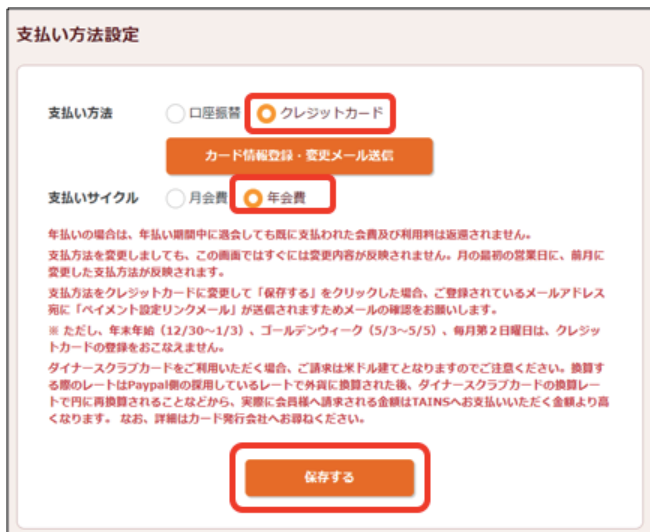 支払い方法設定
支払い方法 口座振替 クレジットカード
カード情報登録・変更メール送信
支払いサイクル 月会費 年会費
年払いの場合は、年払い期間中に退会しても既に支払われた会費及び利用料は返還されません。
支払方法を変更しましても、この画面ではすぐには変更内容が反映されません。月の最初の営業日に、前月に
変更した支払方法が反映されます。
支払方法をクレジットカードに変更して「保存する」をクリックした場合、ご登録されているメールアドレス
宛に「ペイメント設定リンクメール」が送信されますためメールの確認をお願いします。
※ ただし、年末年始（12/30～1/3）、ゴールデンウィーク（5/3～5/5）、毎月第２日曜日は、クレジッ
トカードの登録をおこなえません。
ダイナースクラブカードをご利用いただく場合、ご請求は米ドル建てとなりますのでご注意ください。換算す
る際のレートはPaypal側の採用しているレートで外貨に換算された後、ダイナースクラブカードの換算レー
トで円に再換算されることなどから、実際に会員様へ請求される金額はTAINSへお支払いいただく金額より高
くなります。 なお、詳細はカード発行会社へお尋ねください。
保存する